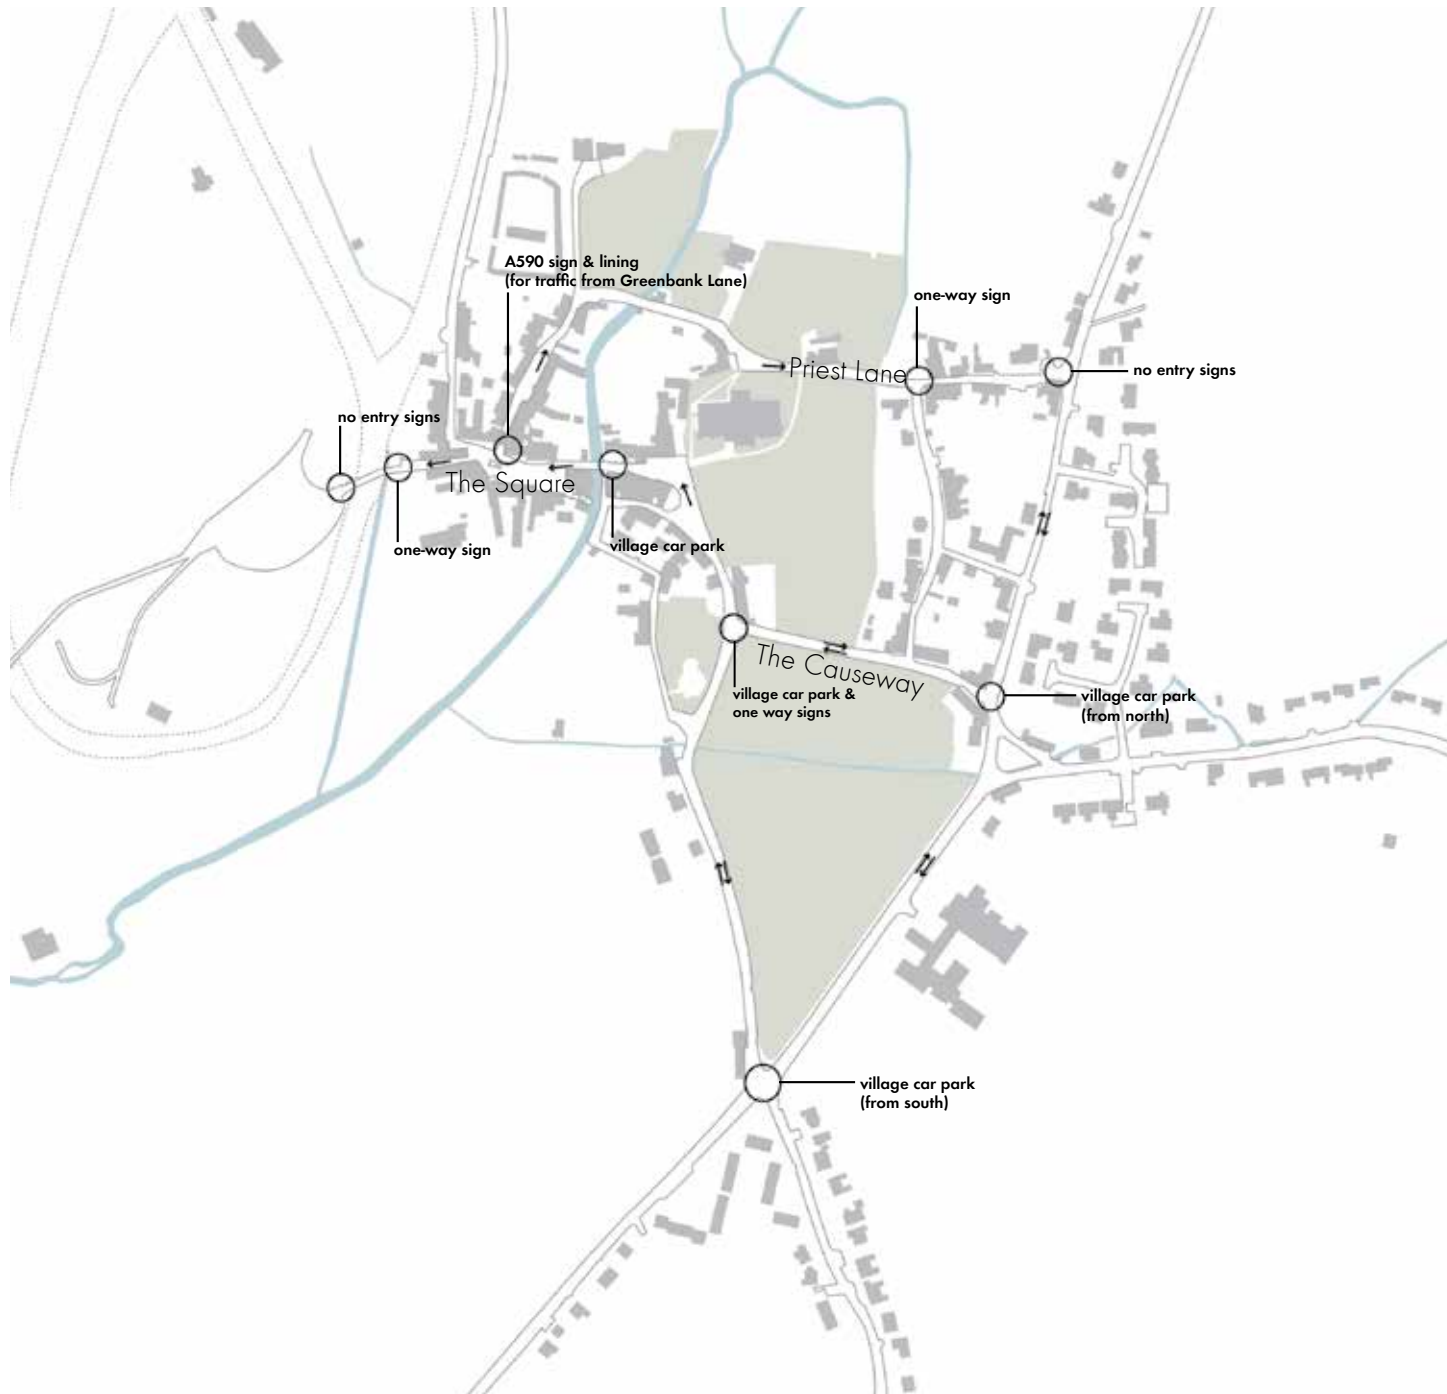 A590 sign & lining
(for traffic from Greenbank Lane)
one-way sign
Priest Lane
no entry signs
no entry signs
The Square
one-way sign
village car park
The Causeway
village car park &
one way signs
village car park
(from north)
village car park
(from south)